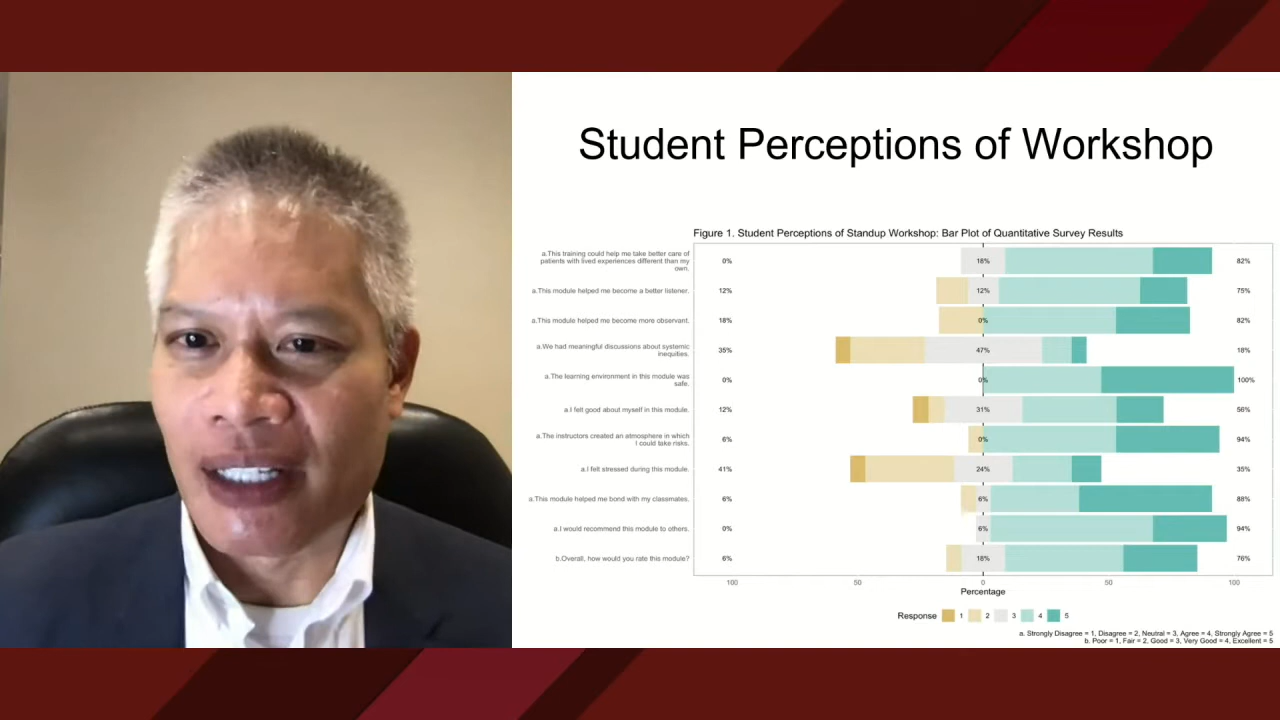 Student Perceptions of Workshop
Figure 1. Student Perceptions of Standup Workshop: Bar Plot of Quantitative Survey Results
a.This training could help me take better care of
patients with lived experiences different than my
own.
0%
18%
82%
a.This module helped me become a better listener.
12%
12%
75%
a.This module helped me become more observant.
18%
0%
82%
a.We had meaningful discussions about systemic
inequities.
35%
47%
18%
a.The learning environment in this module was
safe.
0%
0%
100%
a.I felt good about myself in this module.
12%
31%
56%
a.The instructors created an atmosphere in which
I could take risks.
6%
0%
94%
a.I felt stressed during this module.
41%
24%
35%
a.This module helped me bond with my classmates.
6%
6%
88%
a.I would recommend this module to others.
0%
6%
94%
b.Overall, how would you rate this module?
6%
18%
76%
100 50 0 50 100
Percentage
Response 1 2 3 4 5
a. Strongly Disagree = 1, Disagree = 2, Neutral = 3, Agree = 4, Strongly Agree = 5
b. Poor = 1, Fair = 2, Good = 3, Very Good = 4, Excellent = 5